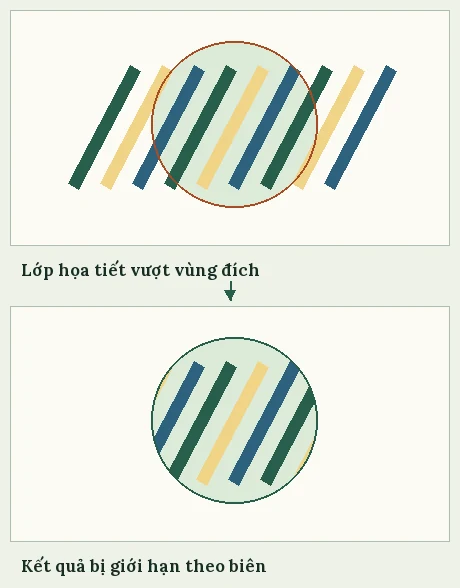 Lớp họa tiết vượt vùng đích
Kết quả bị giới hạn theo biên